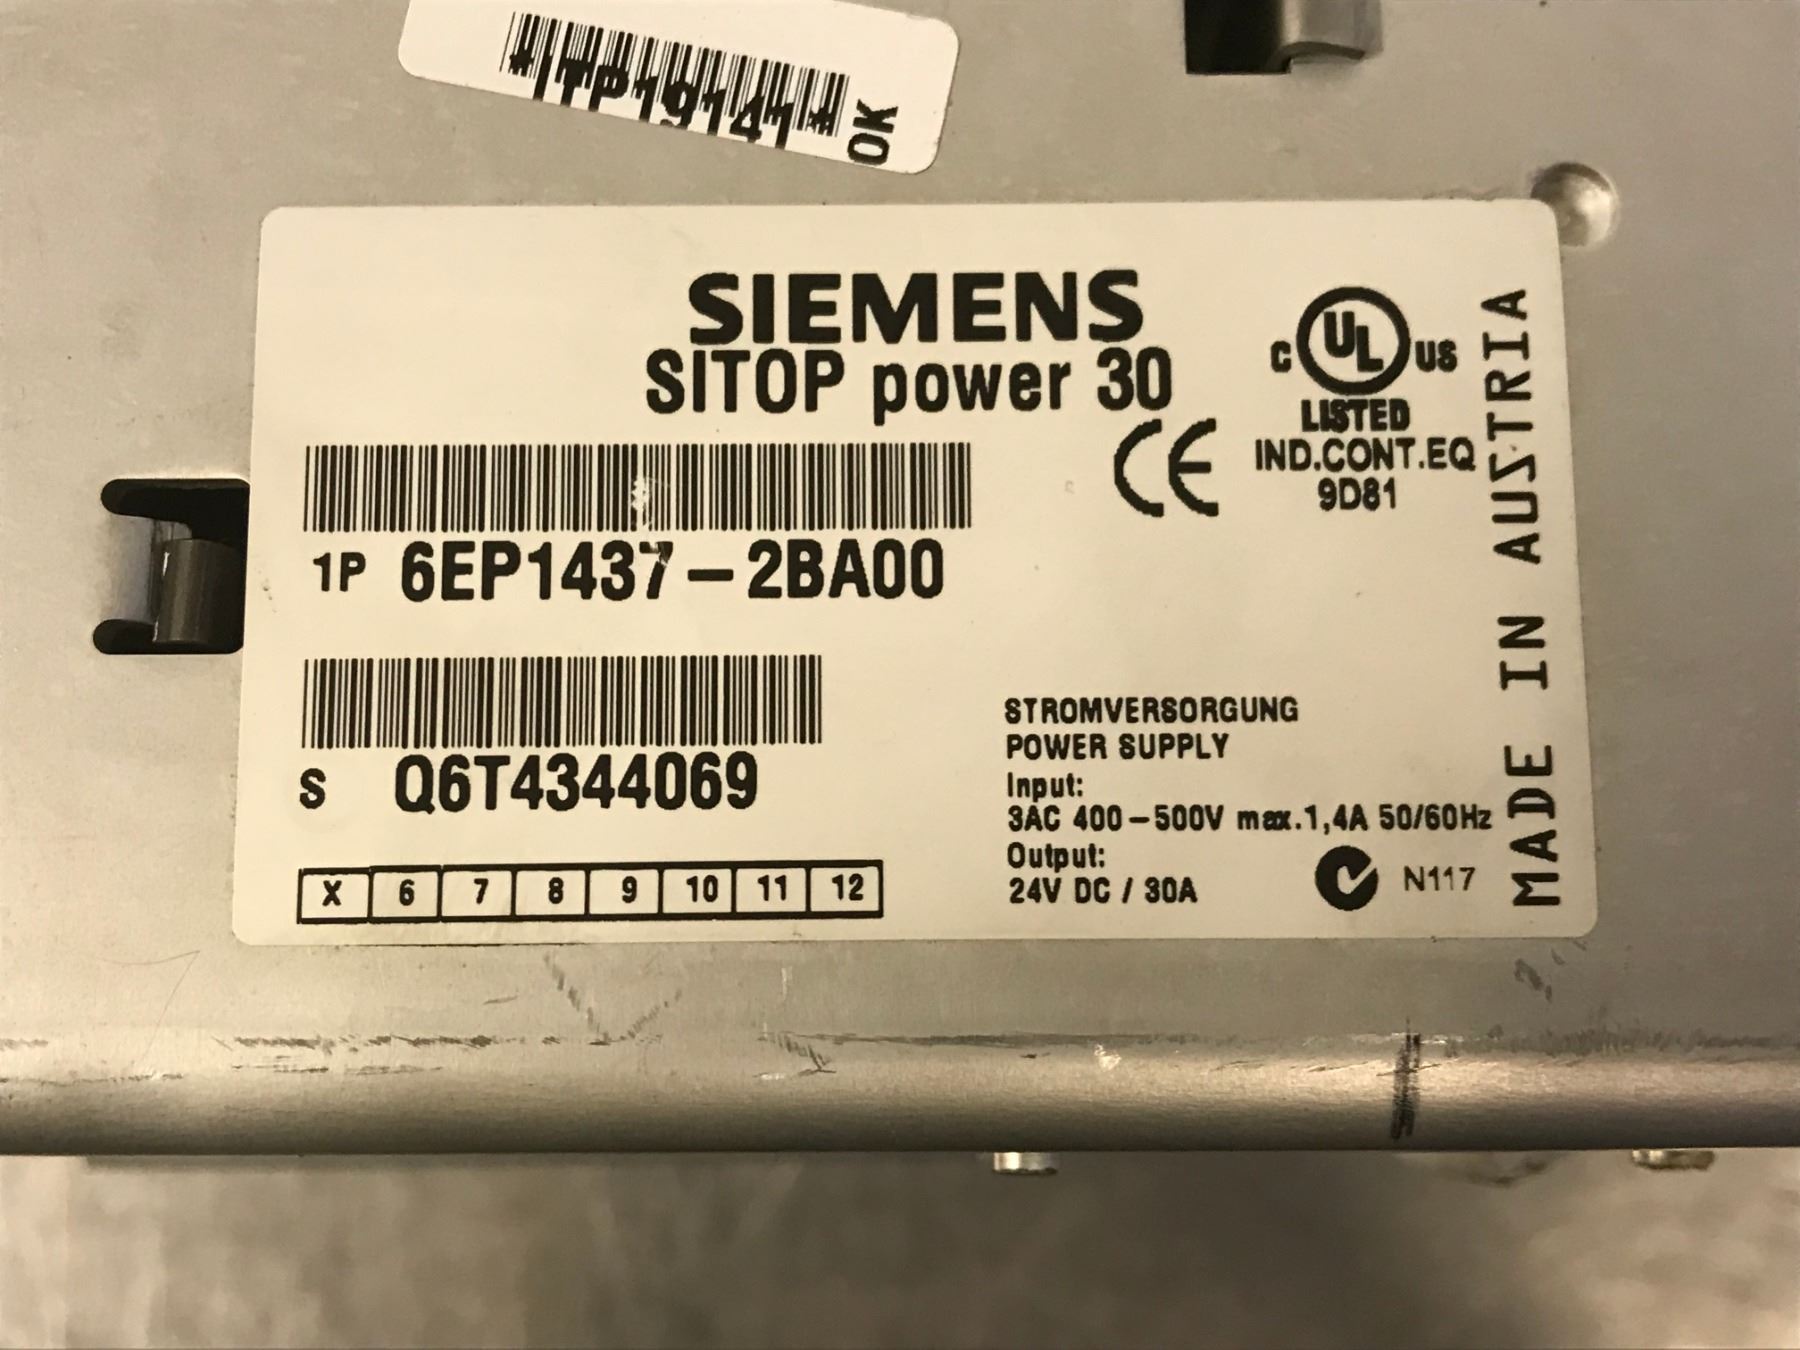 *ITP19141*
OK
SIEMENS
SITOP power 30
C UL US
LISTED
IND.CONT.EQ
9D81
CE
MADE IN AUSTRIA
1P 6EP1437-2BA00
S Q6T4344069
X 6 7 8 9 10 11 12
STROMVERSORGUNG
POWER SUPPLY
Input:
3AC 400-500V max.1,4A 50/60Hz
Output:
24V DC / 30A
N117